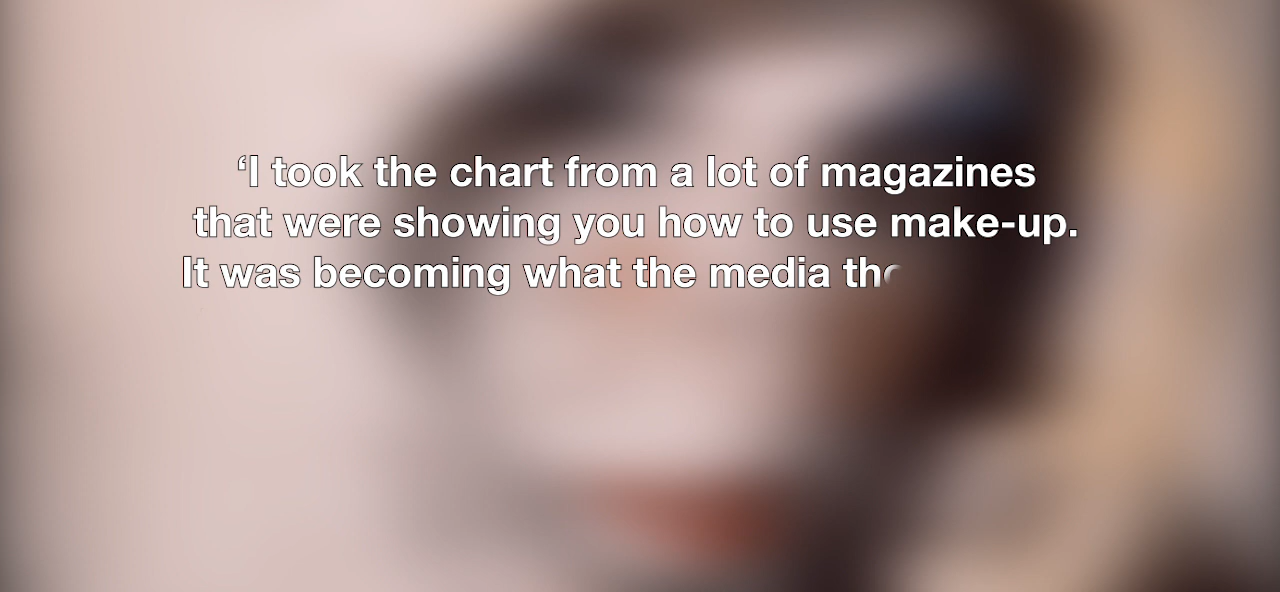 ‘I took the chart from a lot of magazines
that were showing you how to use make-up.
It was becoming what the media